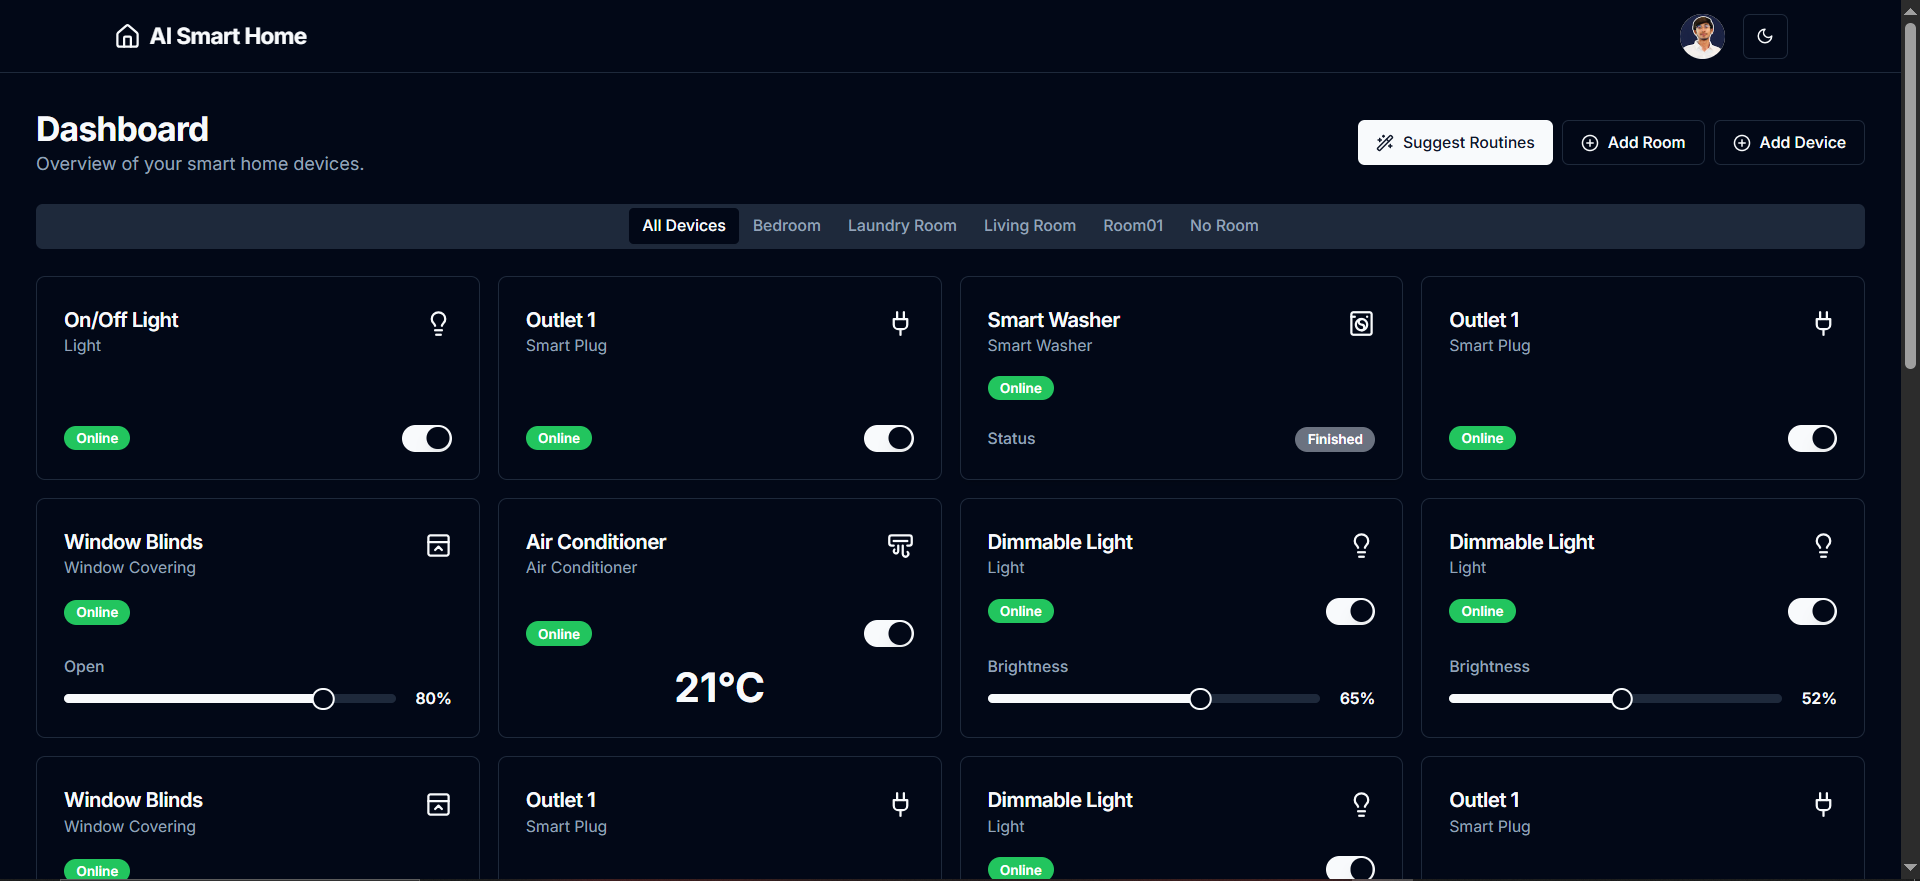 AI Smart Home
Dashboard
Overview of your smart home devices.
Suggest Routines
Add Room
Add Device
All Devices
Bedroom
Laundry Room
Living Room
Room01
No Room
On/Off Light
Light
Online
Outlet 1
Smart Plug
Online
Smart Washer
Smart Washer
Online
Status
Finished
Outlet 1
Smart Plug
Online
Window Blinds
Window Covering
Online
Open
80%
Air Conditioner
Air Conditioner
Online
21°C
Dimmable Light
Light
Online
Brightness
65%
Dimmable Light
Light
Online
Brightness
52%
Window Blinds
Window Covering
Online
Outlet 1
Smart Plug
Dimmable Light
Light
Online
Outlet 1
Smart Plug